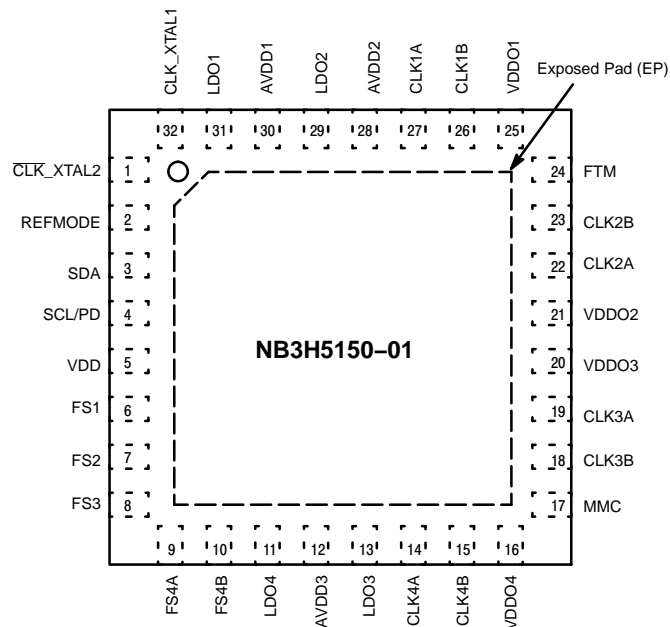 CLK_XTAL1
LDO1
AVDD1
LDO2
AVDD2
CLK1A
CLK1B
VDDO1
Exposed Pad (EP)
32
31
30
29
28
27
26
25
CLK_XTAL2
1
24
FTM
REFMODE
2
23
CLK2B
SDA
3
22
CLK2A
SCL/PD
4
21
VDDO2
NB3H5150–01
VDD
5
20
VDDO3
FS1
6
19
CLK3A
FS2
7
18
CLK3B
FS3
8
17
MMC
9
10
11
12
13
14
15
16
FS4A
FS4B
LDO4
AVDD3
LDO3
CLK4A
CLK4B
VDDO4